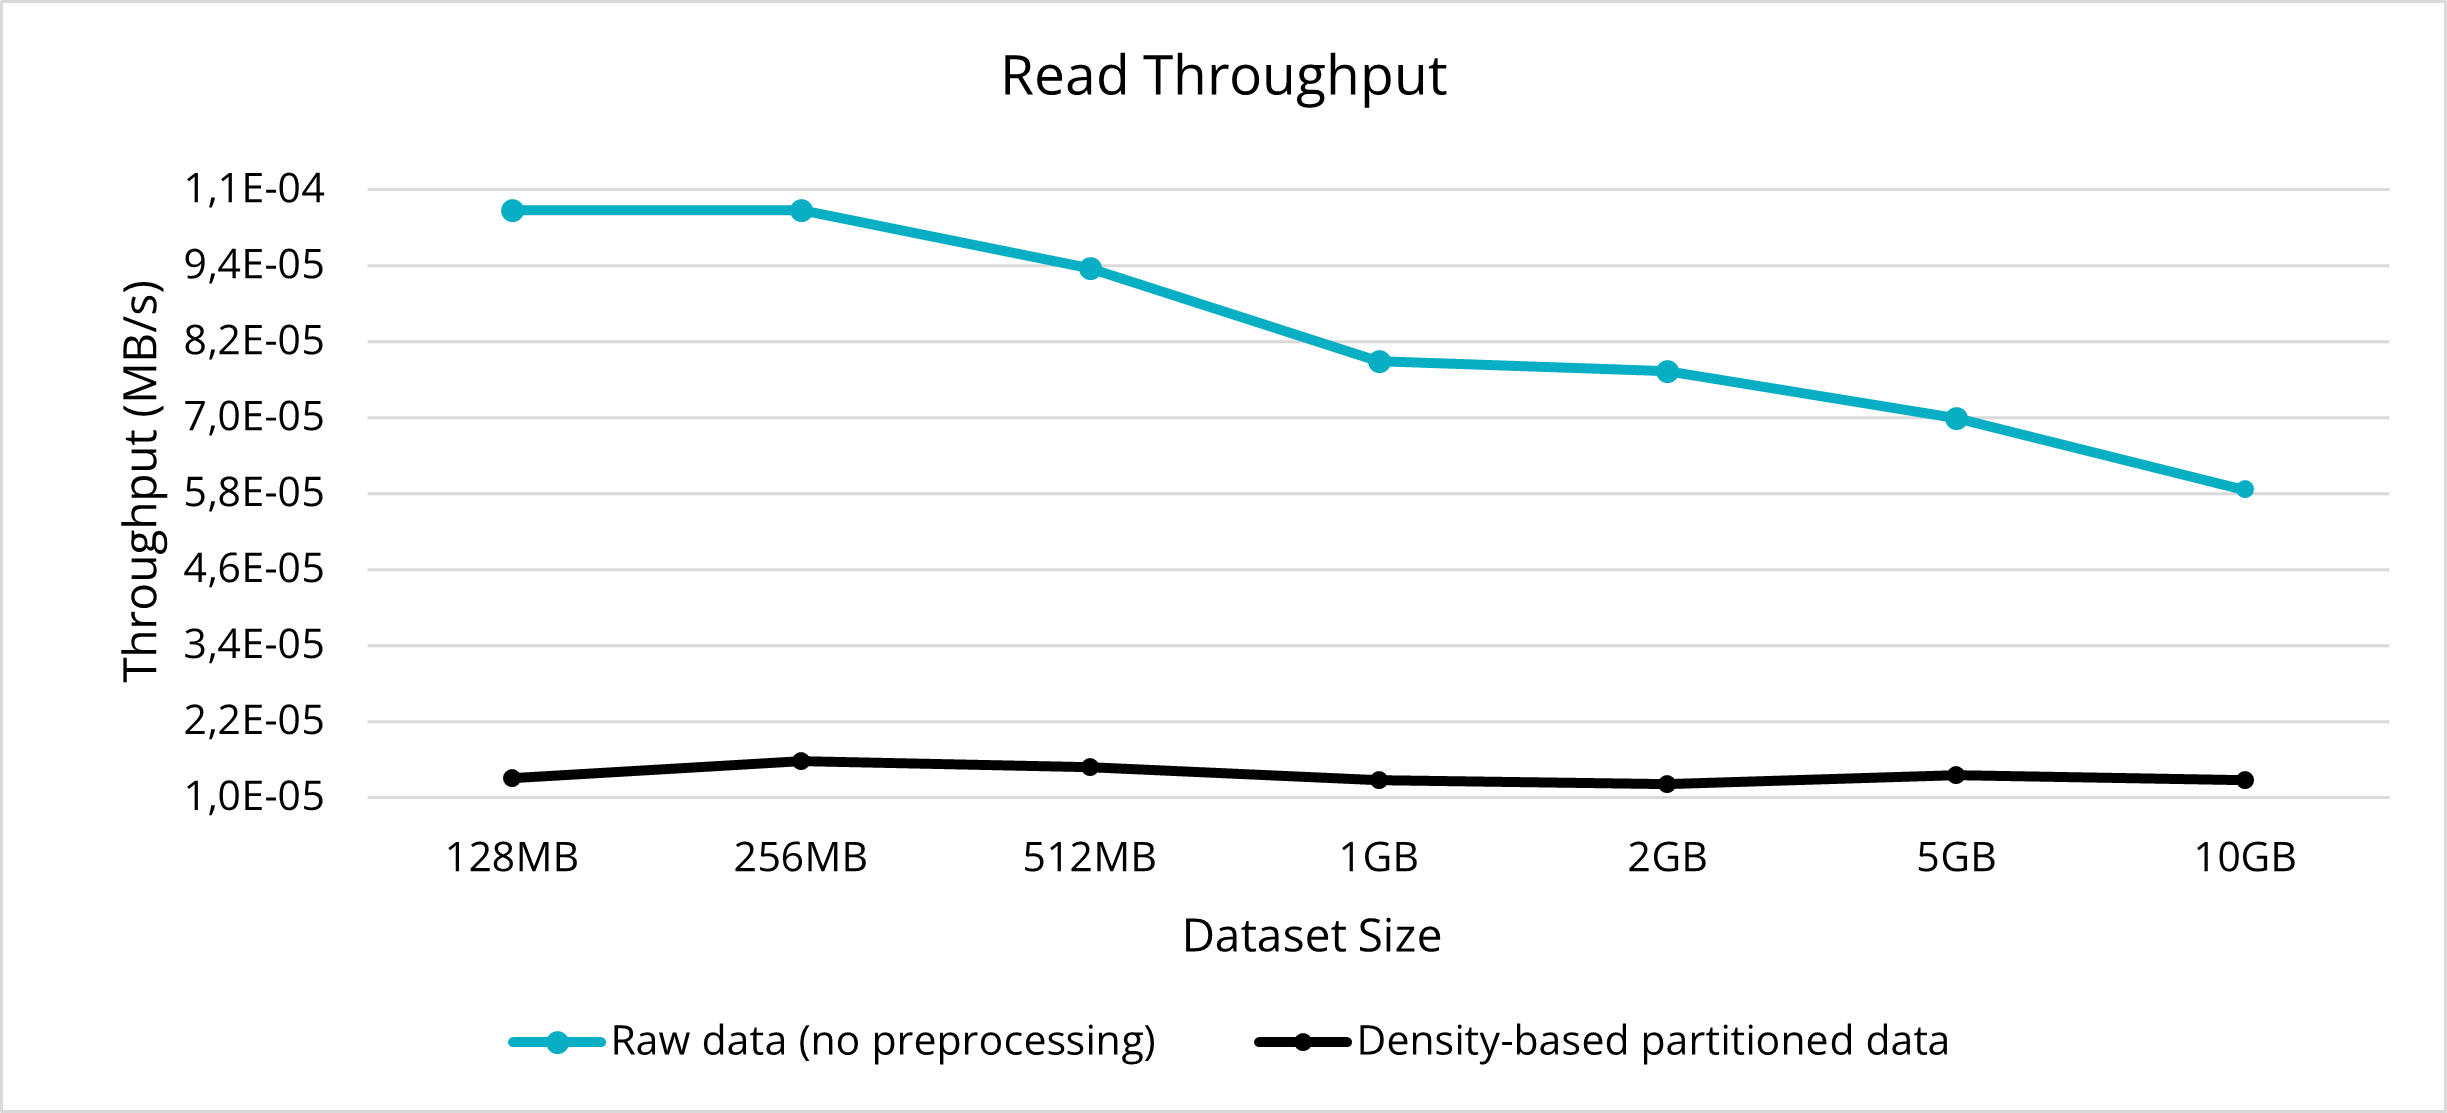 Read Throughput
Throughput (MB/s)
1,1E-04
9,4E-05
8,2E-05
7,0E-05
5,8E-05
4,6E-05
3,4E-05
2,2E-05
1,0E-05
128MB 256MB 512MB 1GB 2GB 5GB 10GB
Dataset Size
Raw data (no preprocessing) Density-based partitioned data